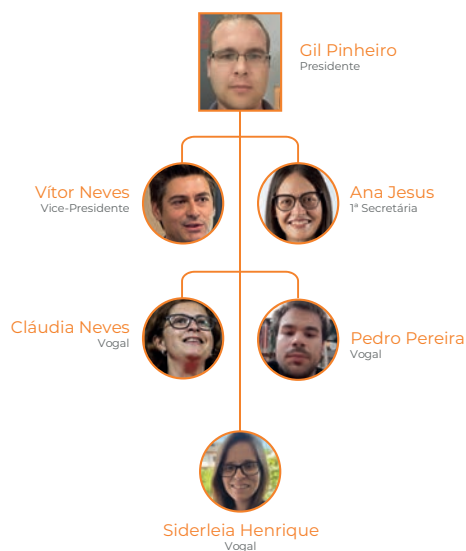 Gil Pinheiro
Presidente
Vítor Neves
Vice-Presidente
Ana Jesus
1ª Secretária
Cláudia Neves
Vogal
Pedro Pereira
Vogal
Siderleia Henrique
Vogal